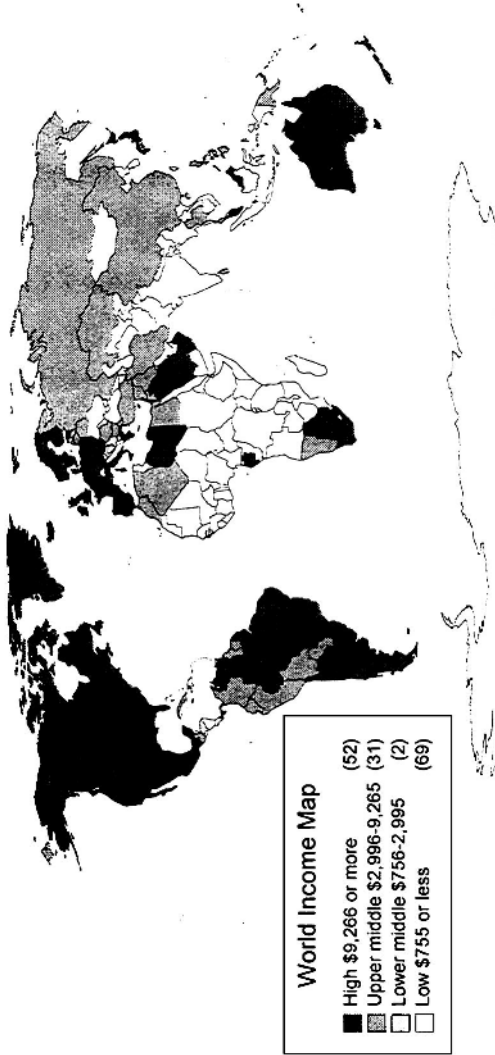 World Income Map
High $9,266 or more (52)
Upper middle $2,996-9,265 (31)
Lower middle $756-2,995 (2)
Low $755 or less (69)